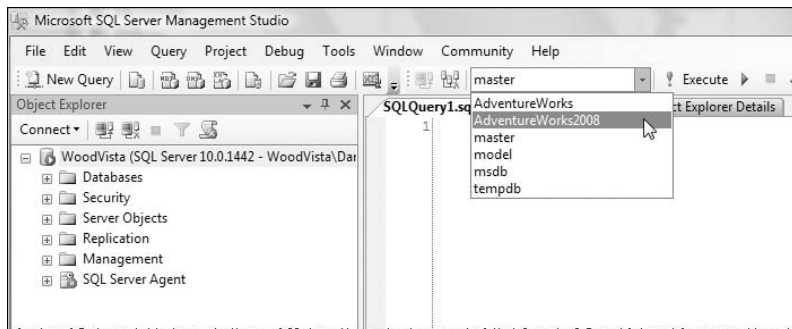 Microsoft SQL Server Management Studio
File Edit View Query Project Debug Tools Window Community Help
New Query master Execute
Object Explorer
SQLQuery1.sq ct Explorer Details
Connect
1
AdventureWorks
AdventureWorks2008
master
model
msdb
tempdb
WoodVista (SQL Server 10.0.1442 - WoodVista\Dar
Databases
Security
Server Objects
Replication
Management
SQL Server Agent